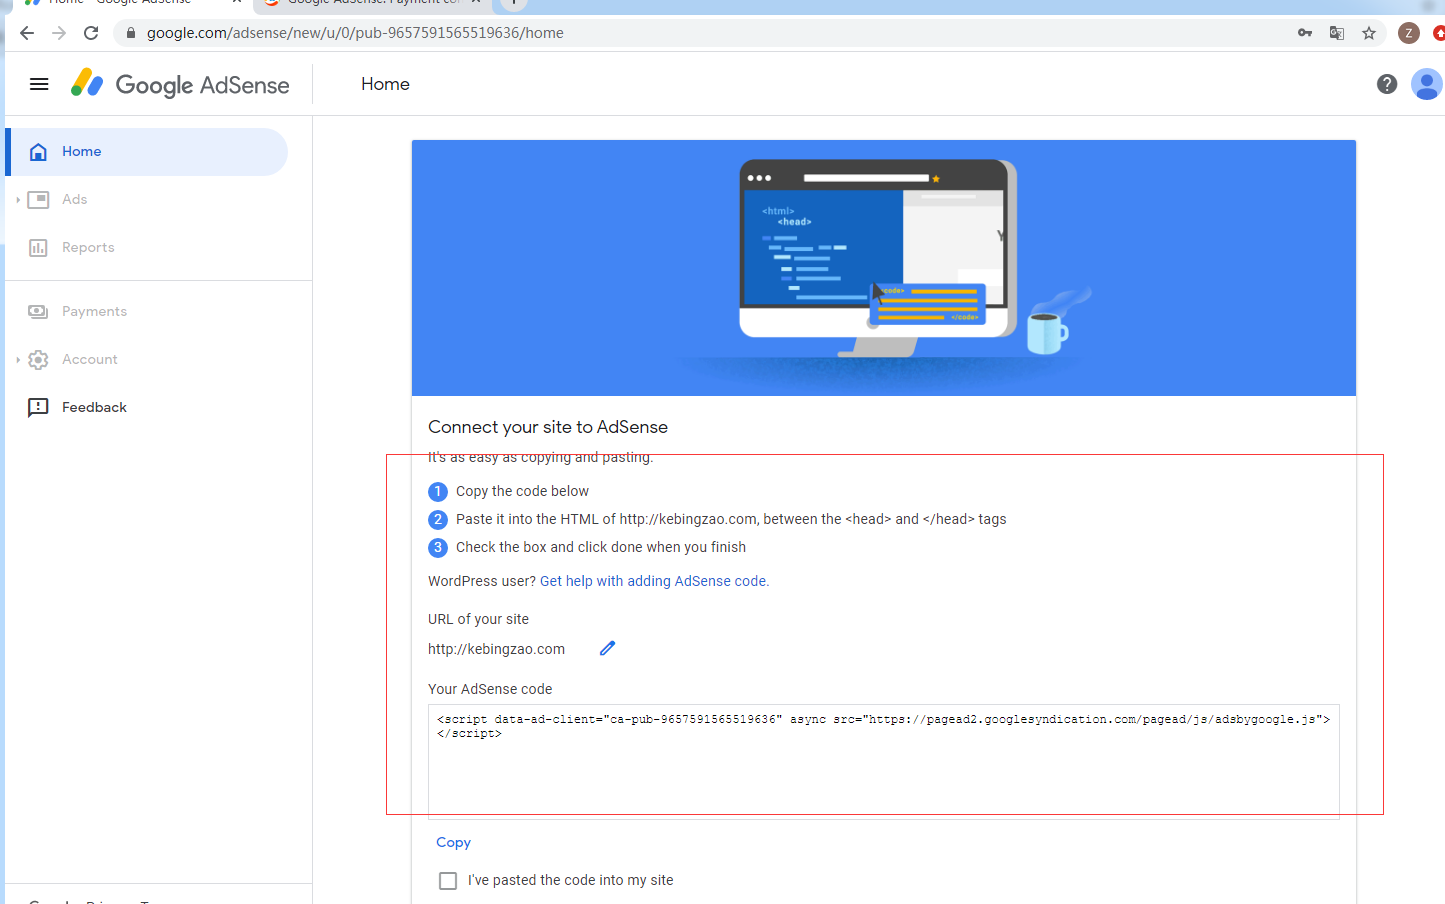 Home - Google AdSense
Google AdSense: Payment co
google.com/adsense/new/u/0/pub-9657591565519636/home
Z
Google AdSense
Home
Home
Ads
Reports
Payments
Account
Feedback
<html>
<head>
Y
<code>
</code>
Connect your site to AdSense
It's as easy as copying and pasting.
1 Copy the code below
2 Paste it into the HTML of http://kebingzao.com, between the <head> and </head> tags
3 Check the box and click done when you finish
WordPress user? Get help with adding AdSense code.
URL of your site
http://kebingzao.com
Your AdSense code
<script data-ad-client="ca-pub-9657591565519636" async src="https://pagead2.googlesyndication.com/pagead/js/adsbygoogle.js">
</script>
Copy
I've pasted the code into my site